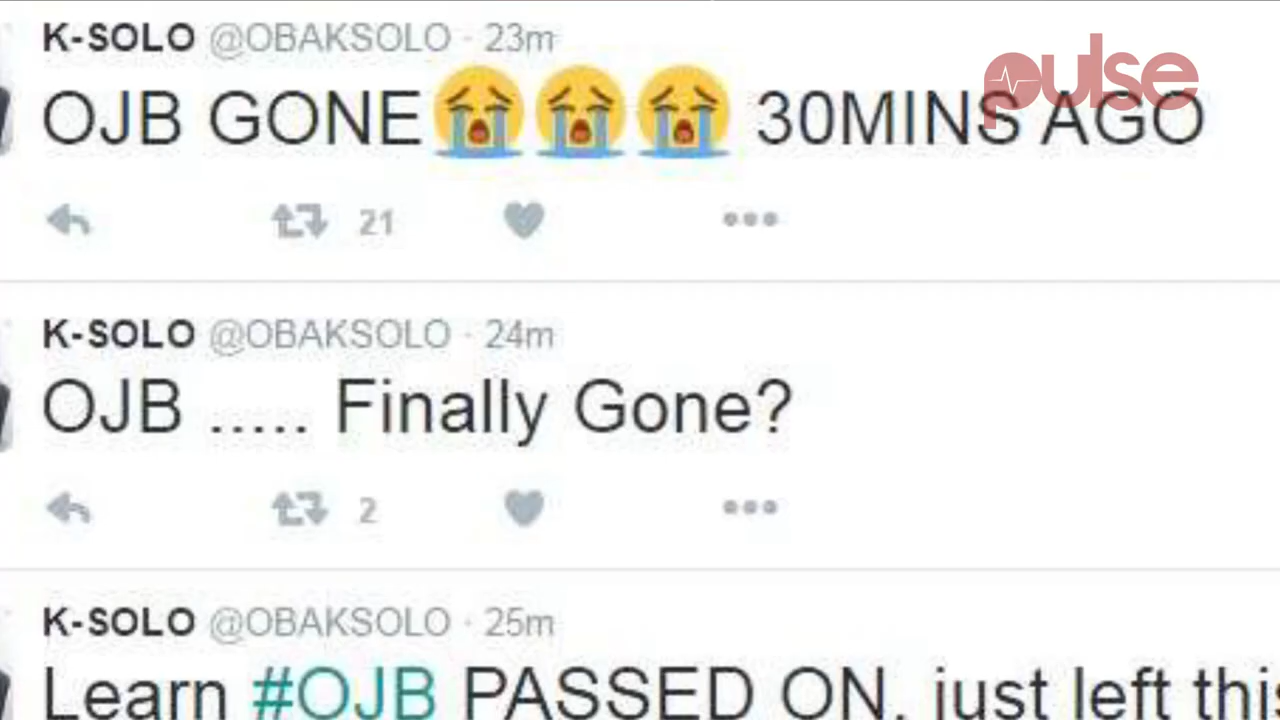 K-SOLO @OBAKSOLO · 23m
pulse
OJB GONE😭😭😭 30MINS AGO
21
K-SOLO @OBAKSOLO · 24m
OJB ..... Finally Gone?
2
K-SOLO @OBAKSOLO · 25m
Learn #OJB PASSED ON, just left this